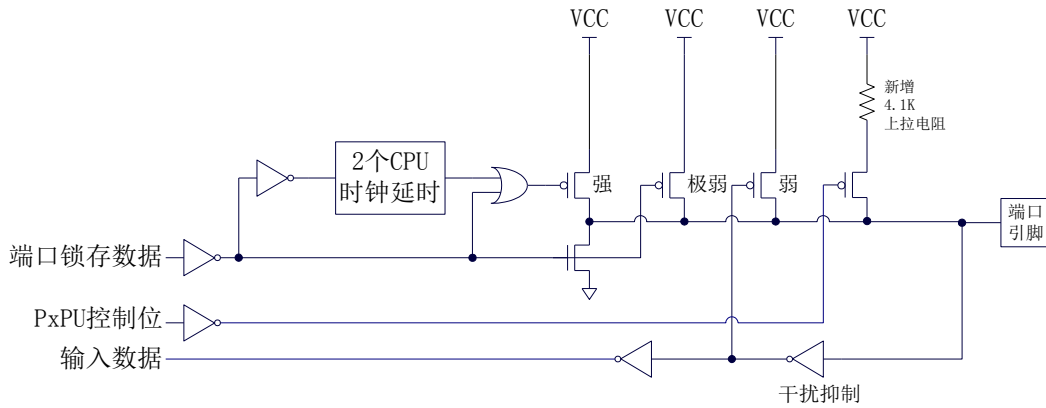 VCC
VCC
VCC
VCC
新增
4.1K
上拉电阻
2个CPU
时钟延时
强
极弱
弱
端口
引脚
端口锁存数据
PxPU控制位
输入数据
干扰抑制